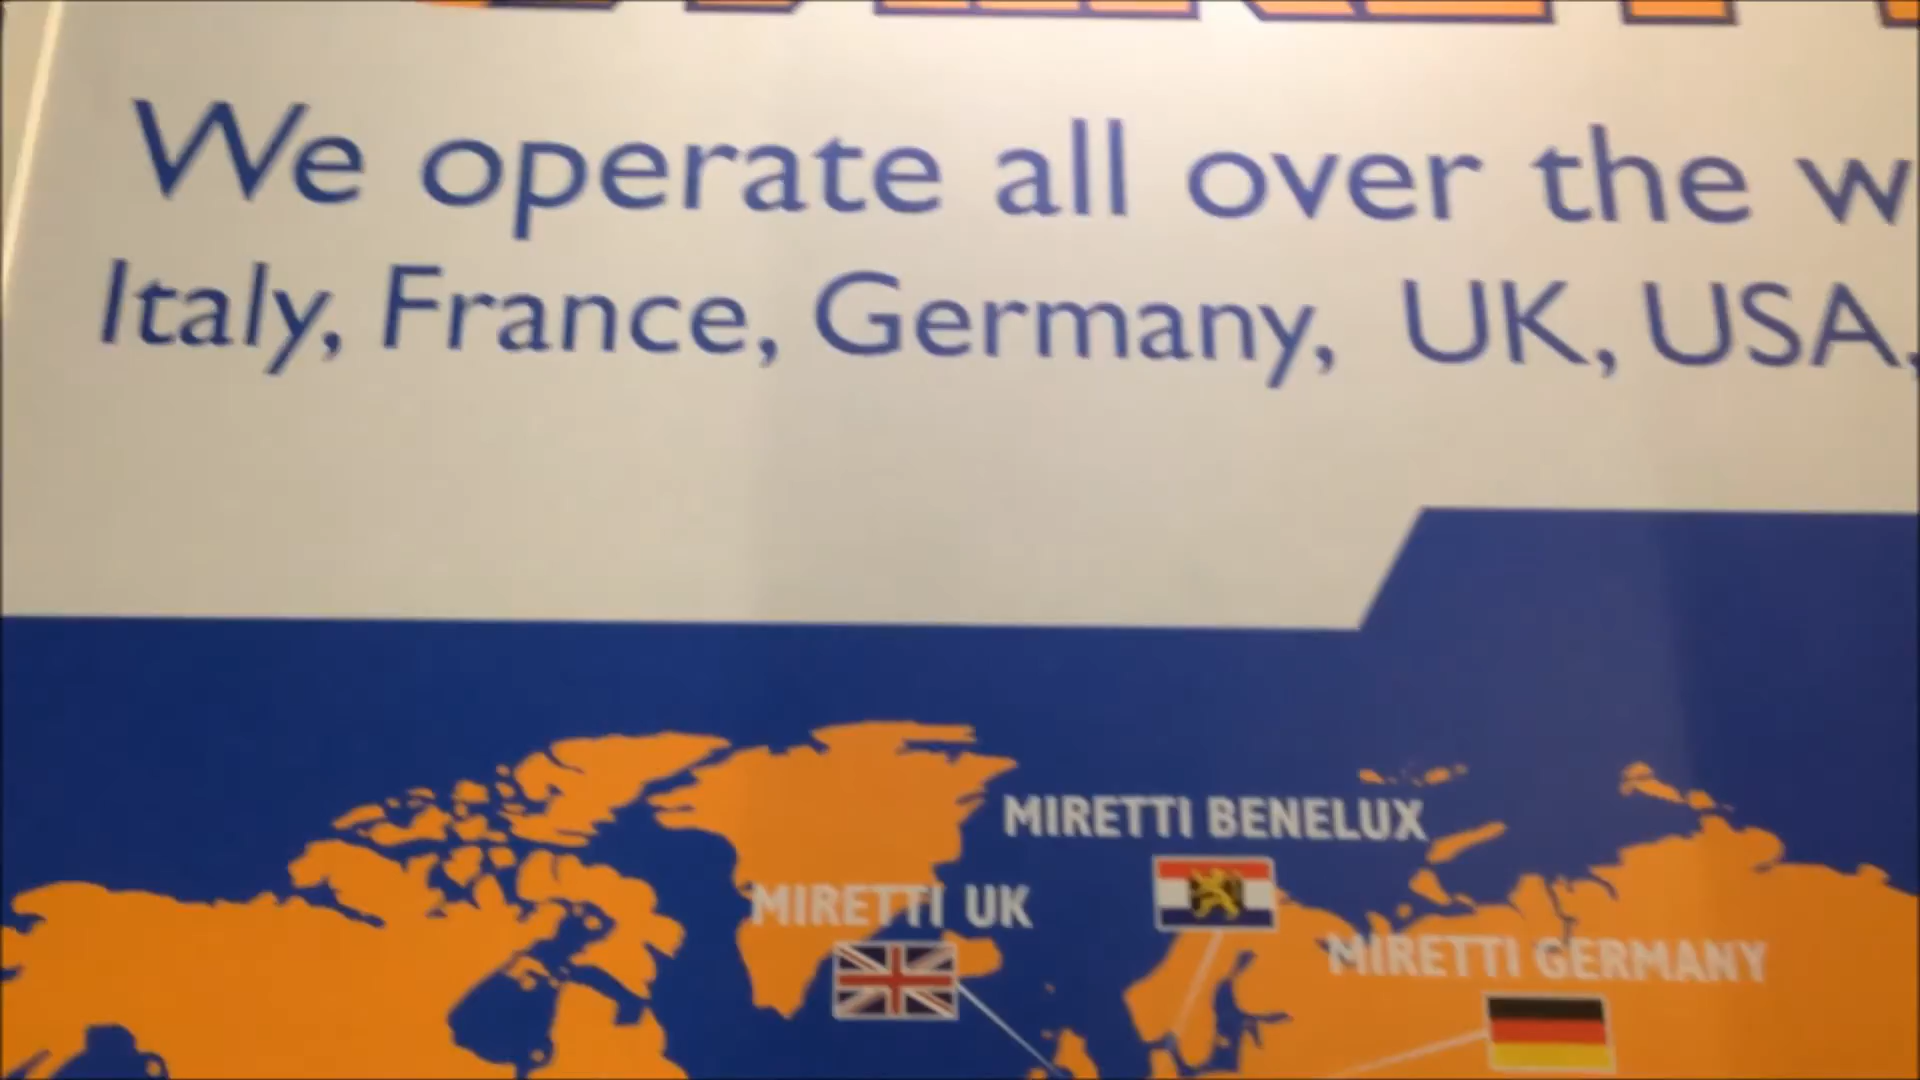 We operate all over the w
Italy, France, Germany, UK, USA,
MIRETTI BENELUX
MIRETTI UK
MIRETTI GERMANY